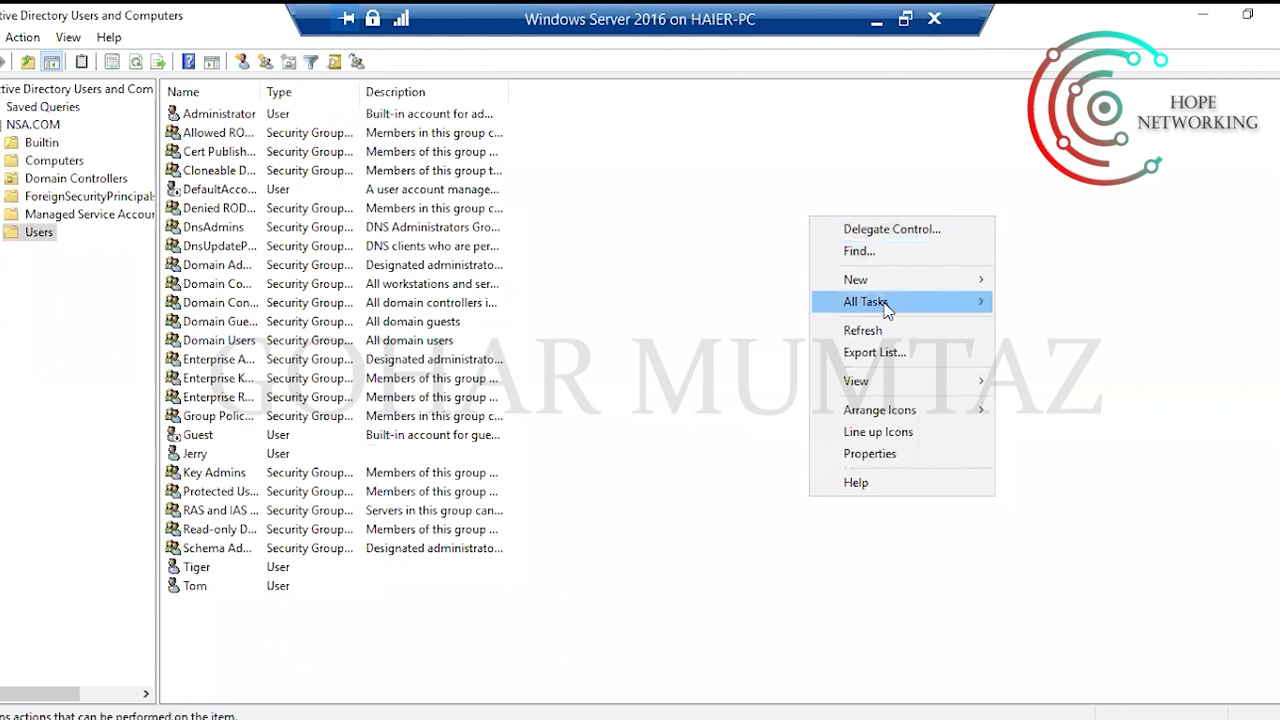 ctive Directory Users and Computers
Windows Server 2016 on HAIER-PC
Action View Help
HOPE
NETWORKING
ctive Directory Users and Com
Saved Queries
NSA.COM
Builtin
Computers
Domain Controllers
ForeignSecurityPrincipals
Managed Service Accour
Users
Name Type Description
Administrator User Built-in account for ad...
Allowed RO... Security Group... Members in this group c...
Cert Publish... Security Group... Members of this group ...
Cloneable D... Security Group... Members of this group t...
DefaultAcco... User A user account manage...
Denied ROD... Security Group... Members in this group c...
DnsAdmins Security Group... DNS Administrators Gro...
DnsUpdateP... Security Group... DNS clients who are per...
Domain Ad... Security Group... Designated administrato...
Domain Co... Security Group... All workstations and ser...
Domain Con... Security Group... All domain controllers i...
Domain Gue... Security Group... All domain guests
Domain Users Security Group... All domain users
Enterprise A... Security Group... Designated administrato...
Enterprise K... Security Group... Members of this group ...
Enterprise R... Security Group... Members of this group ...
Group Polic... Security Group... Members in this group c...
Guest User Built-in account for gue...
Jerry User
Key Admins Security Group... Members of this group ...
Protected Us... Security Group... Members of this group ...
RAS and IAS ... Security Group... Servers in this group can...
Read-only D... Security Group... Members of this group ...
Schema Ad... Security Group... Designated administrato...
Tiger User
Tom User
Delegate Control...
Find...
New
All Tasks
Refresh
Export List...
View
Arrange Icons
Line up Icons
Properties
Help
GOHAR MUMTAZ
ns actions that can be performed on the item.